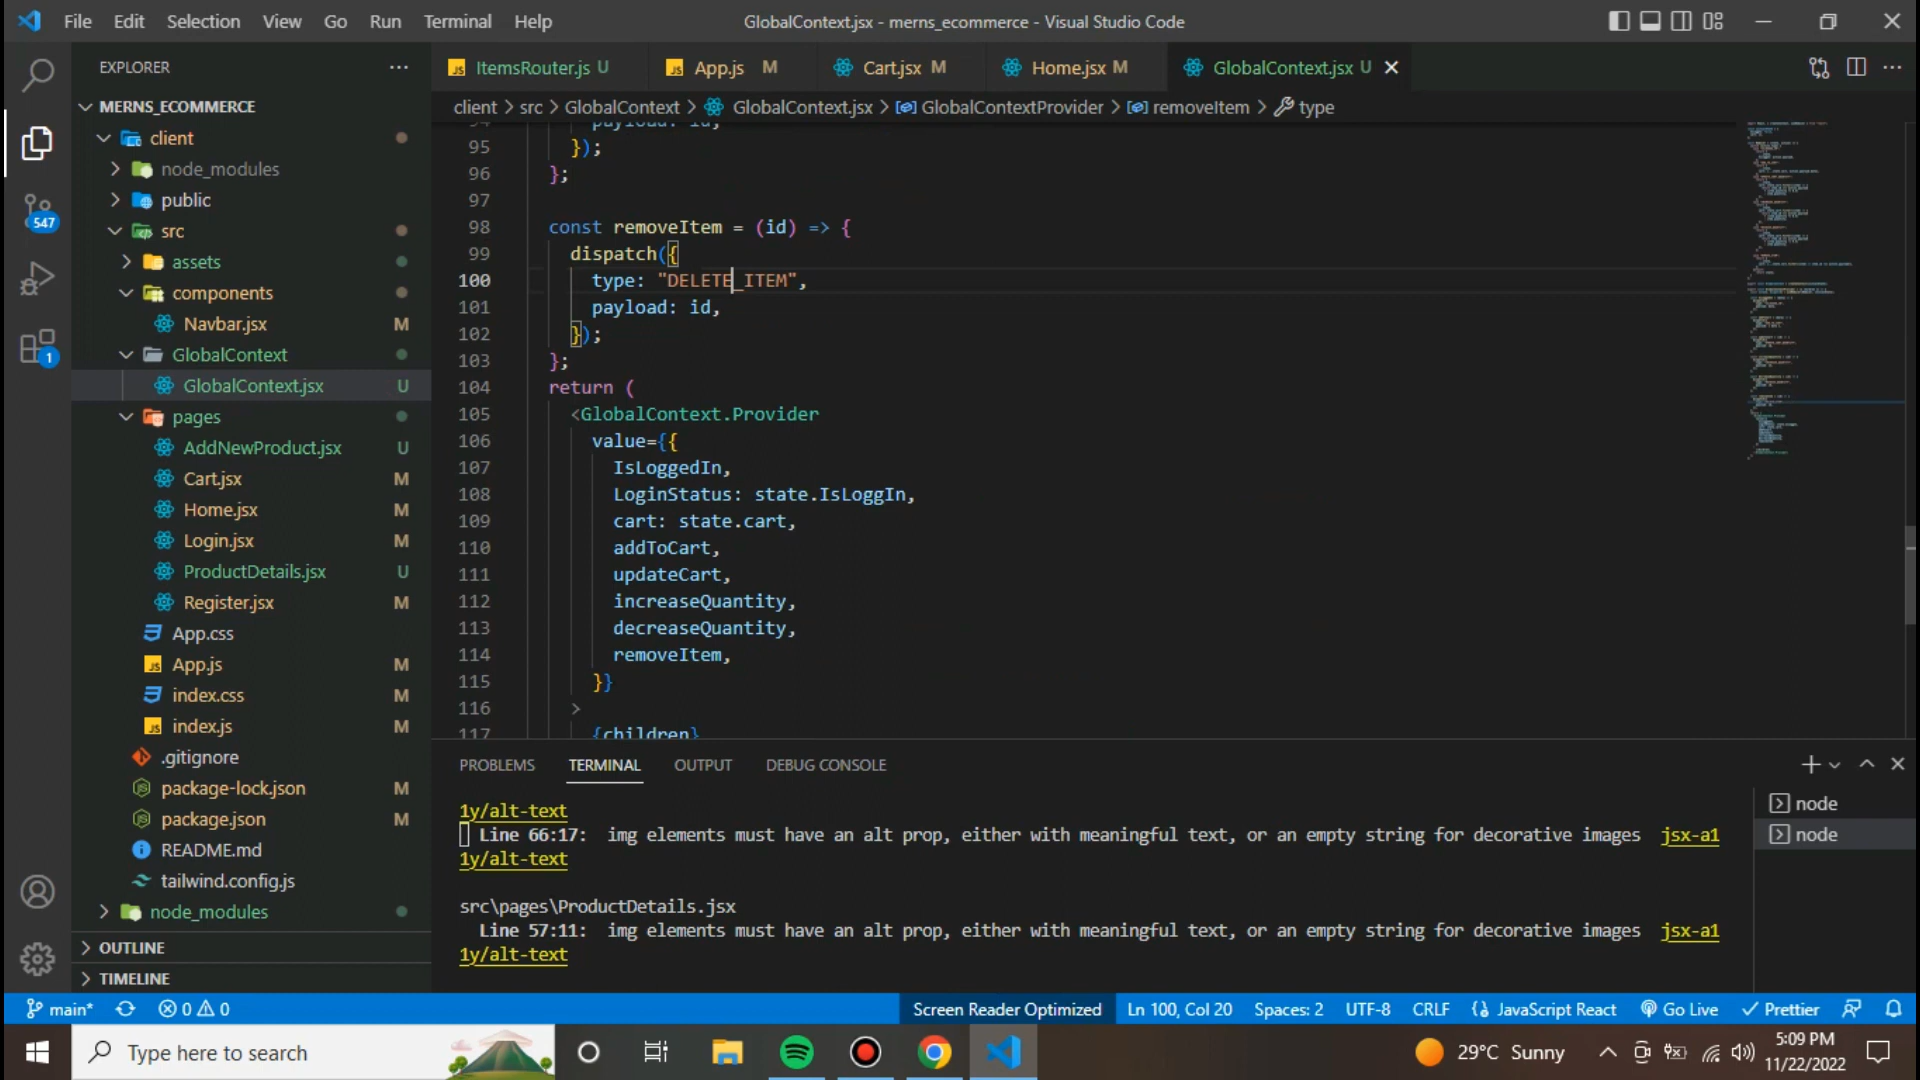 File Edit Selection View Go Run Terminal Help
GlobalContext.jsx - merns_ecommerce - Visual Studio Code
EXPLORER
MERNS_ECOMMERCE
client
node_modules
public
src
assets
components
Navbar.jsx M
GlobalContext
GlobalContext.jsx U
pages
AddNewProduct.jsx U
Cart.jsx M
Home.jsx M
Login.jsx M
ProductDetails.jsx U
Register.jsx M
App.css
App.js M
index.css M
index.js M
.gitignore
package-lock.json M
package.json M
README.md
tailwind.config.js
node_modules
OUTLINE
TIMELINE
547
1
ItemsRouter.js U
App.js M
Cart.jsx M
Home.jsx M
GlobalContext.jsx U
client > src > GlobalContext > GlobalContext.jsx > GlobalContextProvider > removeItem > type
94 payload: id,
95 });
96 };
97
98 const removeItem = (id) => {
99 dispatch({
100 type: "DELETE_ITEM",
101 payload: id,
102 });
103 };
104 return (
105 <GlobalContext.Provider
106 value={{
107 IsLoggedIn,
108 LoginStatus: state.IsLoggIn,
109 cart: state.cart,
110 addToCart,
111 updateCart,
112 increaseQuantity,
113 decreaseQuantity,
114 removeItem,
115 }}
116 >
117 {children}
PROBLEMS TERMINAL OUTPUT DEBUG CONSOLE
1y/alt-text
Line 66:17: img elements must have an alt prop, either with meaningful text, or an empty string for decorative images jsx-a1
1y/alt-text
src\pages\ProductDetails.jsx
Line 57:11: img elements must have an alt prop, either with meaningful text, or an empty string for decorative images jsx-a1
1y/alt-text
node
node
main* 0 0
Screen Reader Optimized Ln 100, Col 20 Spaces: 2 UTF-8 CRLF JavaScript React Go Live Prettier
Type here to search
29°C Sunny
5:09 PM
11/22/2022